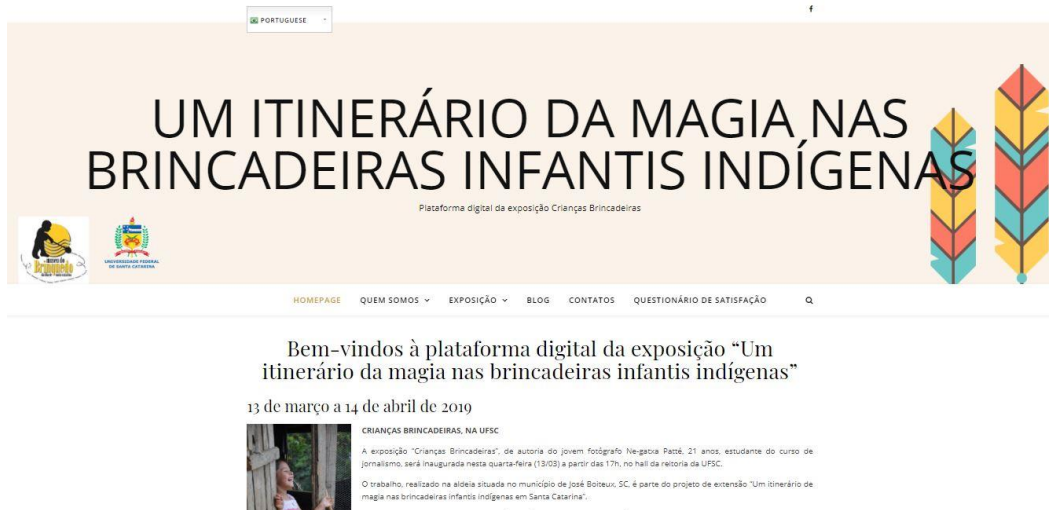 PORTUGUESE
UM ITINERÁRIO DA MAGIA NAS
BRINCADEIRAS INFANTIS INDÍGENAS
Plataforma digital da exposição Crianças Brincadeiras
Brinquedo
UNIVERSIDADE FEDERAL
DE SANTA CATARINA
HOMEPAGE QUEM SOMOS EXPOSIÇÃO BLOG CONTATOS QUESTIONÁRIO DE SATISFAÇÃO
Bem-vindos à plataforma digital da exposição “Um
itinerário da magia nas brincadeiras infantis indígenas”
13 de março a 14 de abril de 2019
CRIANÇAS BRINCADEIRAS, NA UFSC
A exposição “Crianças Brincadeiras”, de autoria do jovem fotógrafo Ne-gatxa Patté, 21 anos, estudante do curso de
jornalismo, será inaugurada nesta quarta-feira (13/03) a partir das 17h, no hall da reitoria da UFSC.
O trabalho, realizado na aldeia situada no município de José Boiteux, SC, é parte do projeto de extensão “Um itinerário de
magia nas brincadeiras infantis indígenas em Santa Catarina”.